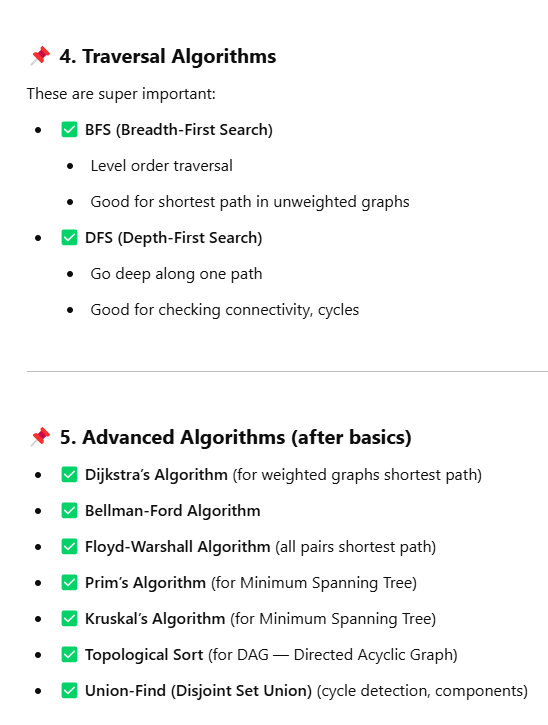 📌 4. Traversal Algorithms
These are super important:
• ✅ BFS (Breadth-First Search)
• Level order traversal
• Good for shortest path in unweighted graphs
• ✅ DFS (Depth-First Search)
• Go deep along one path
• Good for checking connectivity, cycles
📌 5. Advanced Algorithms (after basics)
• ✅ Dijkstra’s Algorithm (for weighted graphs shortest path)
• ✅ Bellman-Ford Algorithm
• ✅ Floyd-Warshall Algorithm (all pairs shortest path)
• ✅ Prim’s Algorithm (for Minimum Spanning Tree)
• ✅ Kruskal’s Algorithm (for Minimum Spanning Tree)
• ✅ Topological Sort (for DAG — Directed Acyclic Graph)
• ✅ Union-Find (Disjoint Set Union) (cycle detection, components)